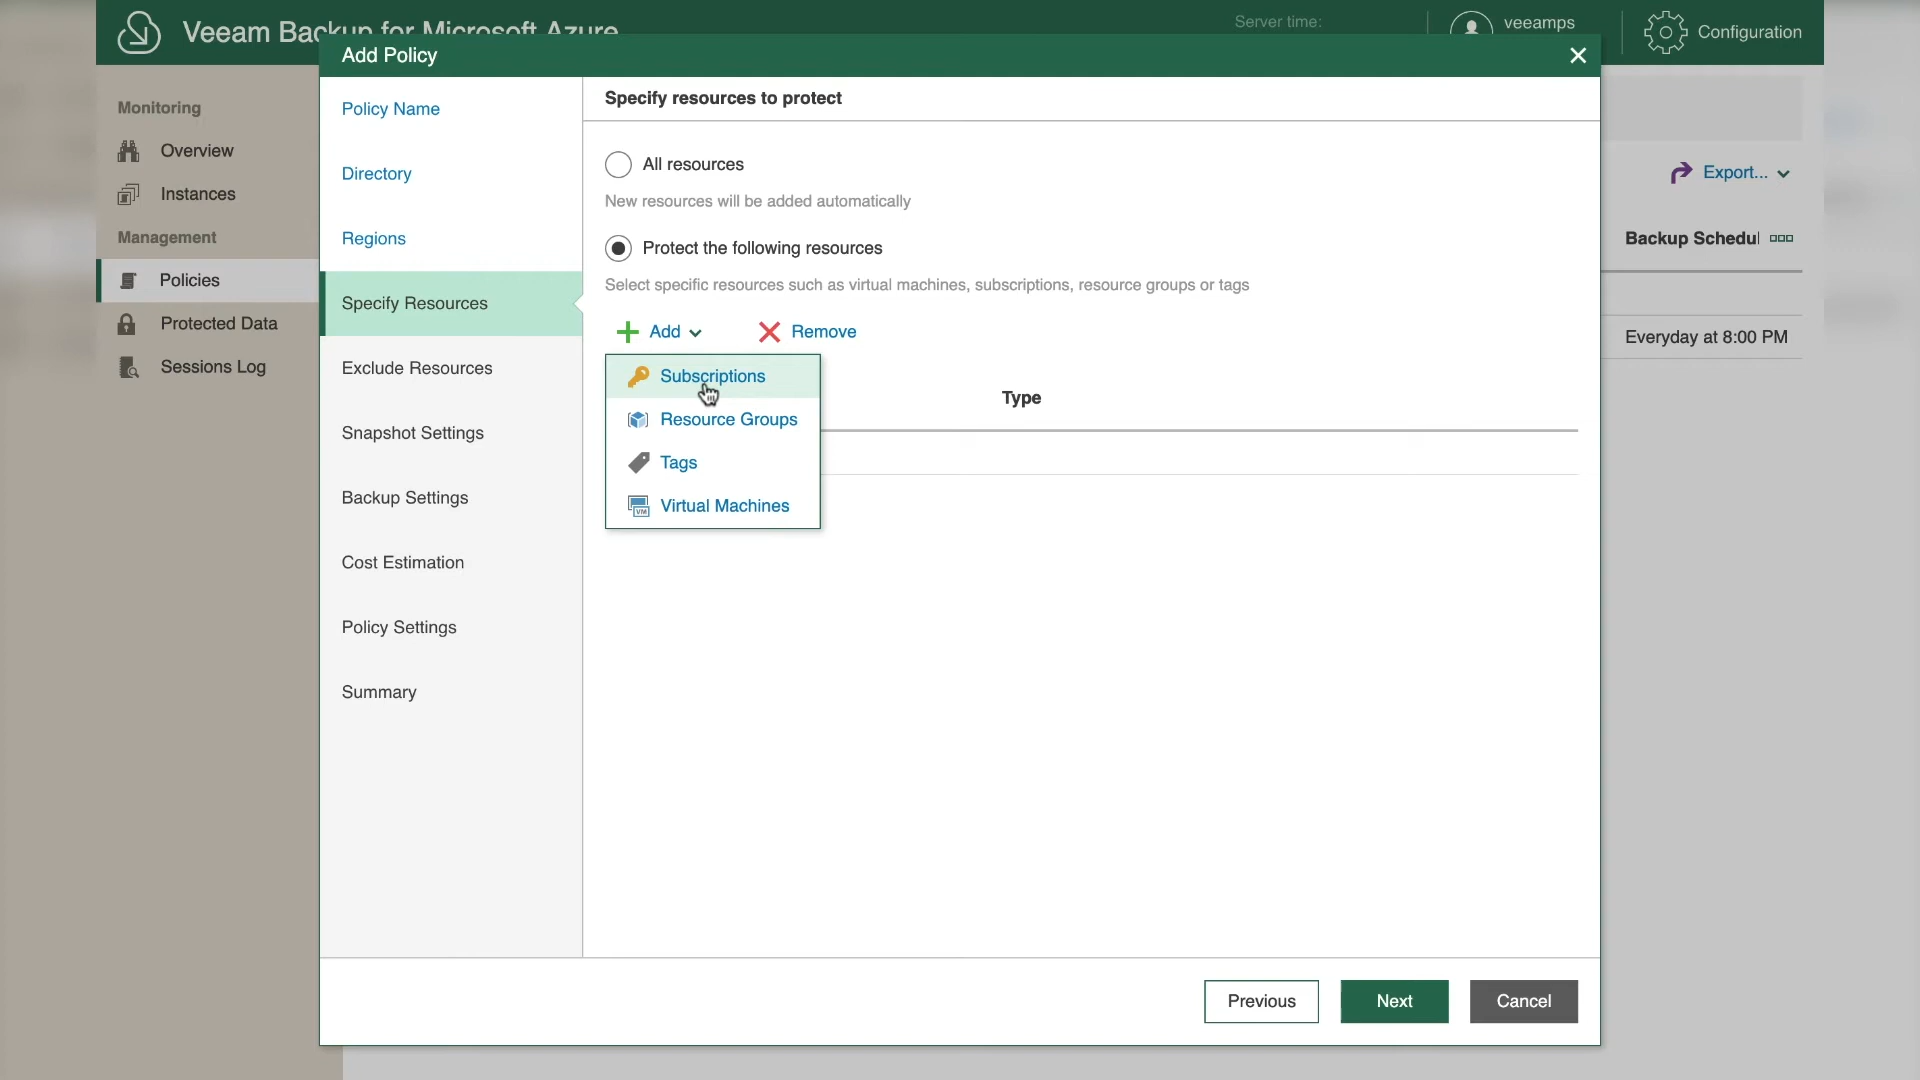 Veeam Backup for Microsoft Azure
Server time:
veeamps
Configuration
Add Policy
Monitoring
Overview
Instances
Management
Policies
Protected Data
Sessions Log
Policy Name
Directory
Regions
Specify Resources
Exclude Resources
Snapshot Settings
Backup Settings
Cost Estimation
Policy Settings
Summary
Specify resources to protect
All resources
New resources will be added automatically
Protect the following resources
Select specific resources such as virtual machines, subscriptions, resource groups or tags
Add
Remove
Subscriptions
Resource Groups
Tags
VM Virtual Machines
Type
Export...
Backup Schedul
Everyday at 8:00 PM
Previous
Next
Cancel